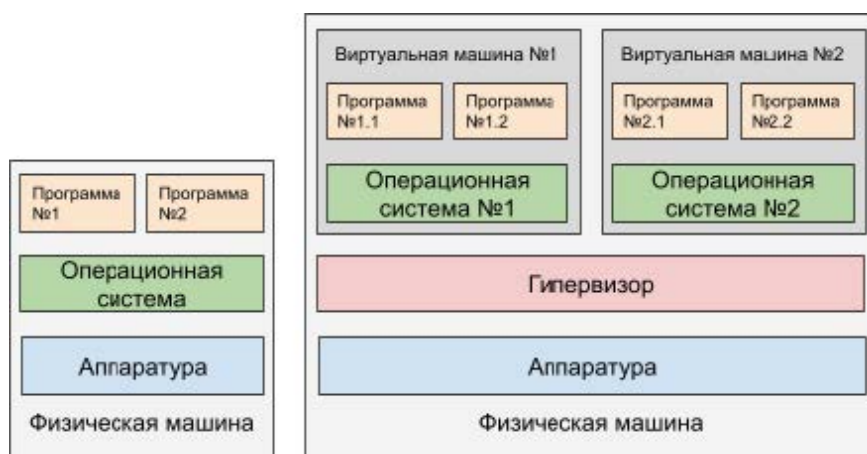 Программа
№1
Программа
№2
Операционная
система
Аппаратура
Физическая машина
Виртуальная машина №1
Программа
№1.1
Программа
№1.2
Операционная
система №1
Виртуальная машина №2
Программа
№2.1
Программа
№2.2
Операционная
система №2
Гипервизор
Аппаратура
Физическая машина